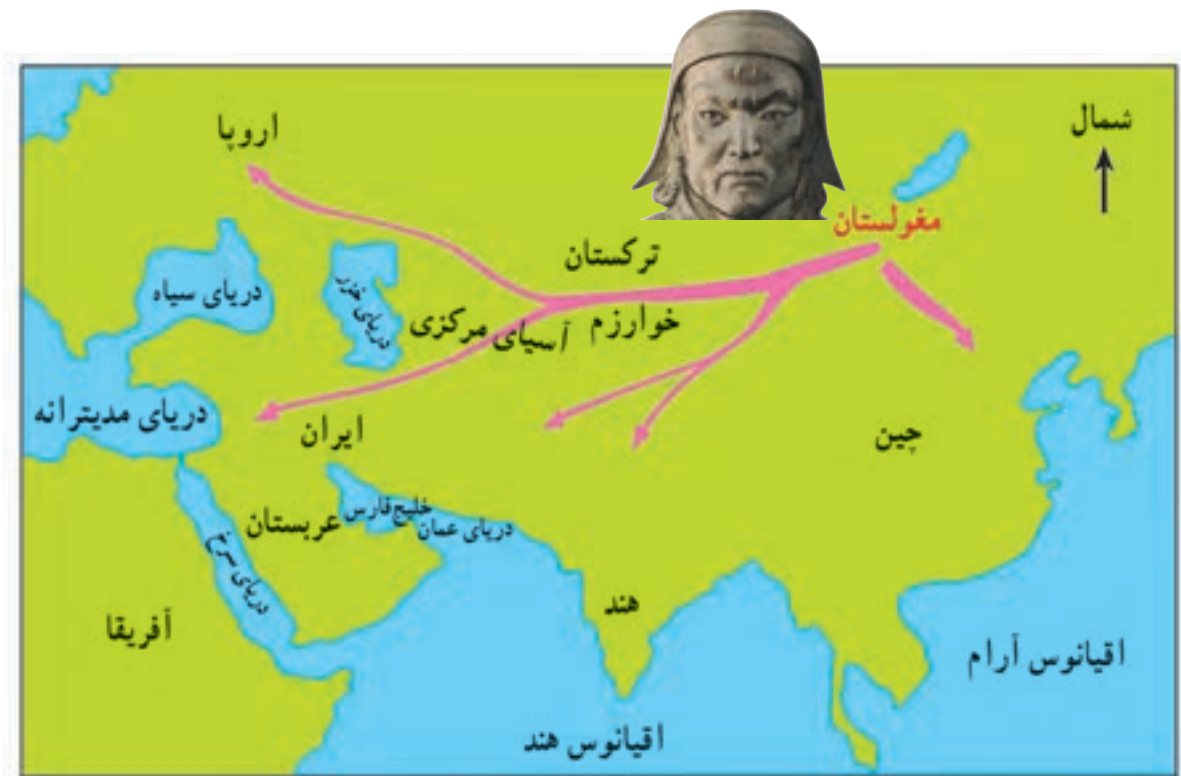 شمال
اروپا
مغولستان
ترکستان
دریای سیاه
دریای خزر
خوارزم
آسیای مرکزی
دریای مدیترانه
ایران
چین
خلیج فارس
عربستان
دریای عمان
دریای سرخ
هند
آفریقا
اقیانوس آرام
اقیانوس هند